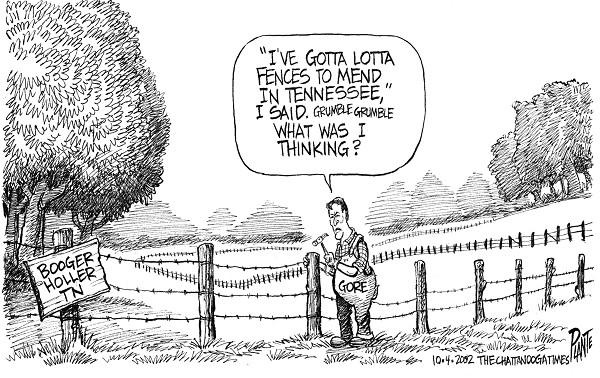 "I'VE GOTTA LOTTA
FENCES TO MEND
IN TENNESSEE,"
I SAID. GRUMBLE GRUMBLE
WHAT WAS I
THINKING?
BOOGER
HOLLER
TN
GORE
PLANTE
10.4.2002 THE CHATTANOOGA TIMES